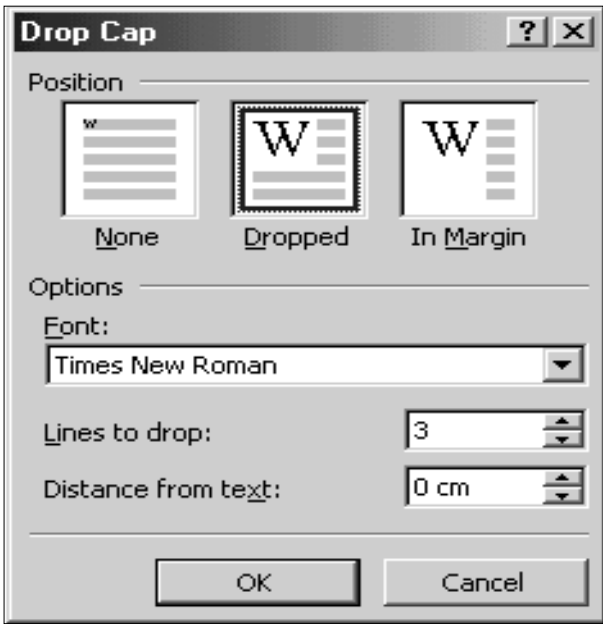 Drop Cap
Position
w W W
None Dropped In Margin
Options
Font:
Times New Roman
Lines to drop: 3
Distance from text: 0 cm
OK Cancel